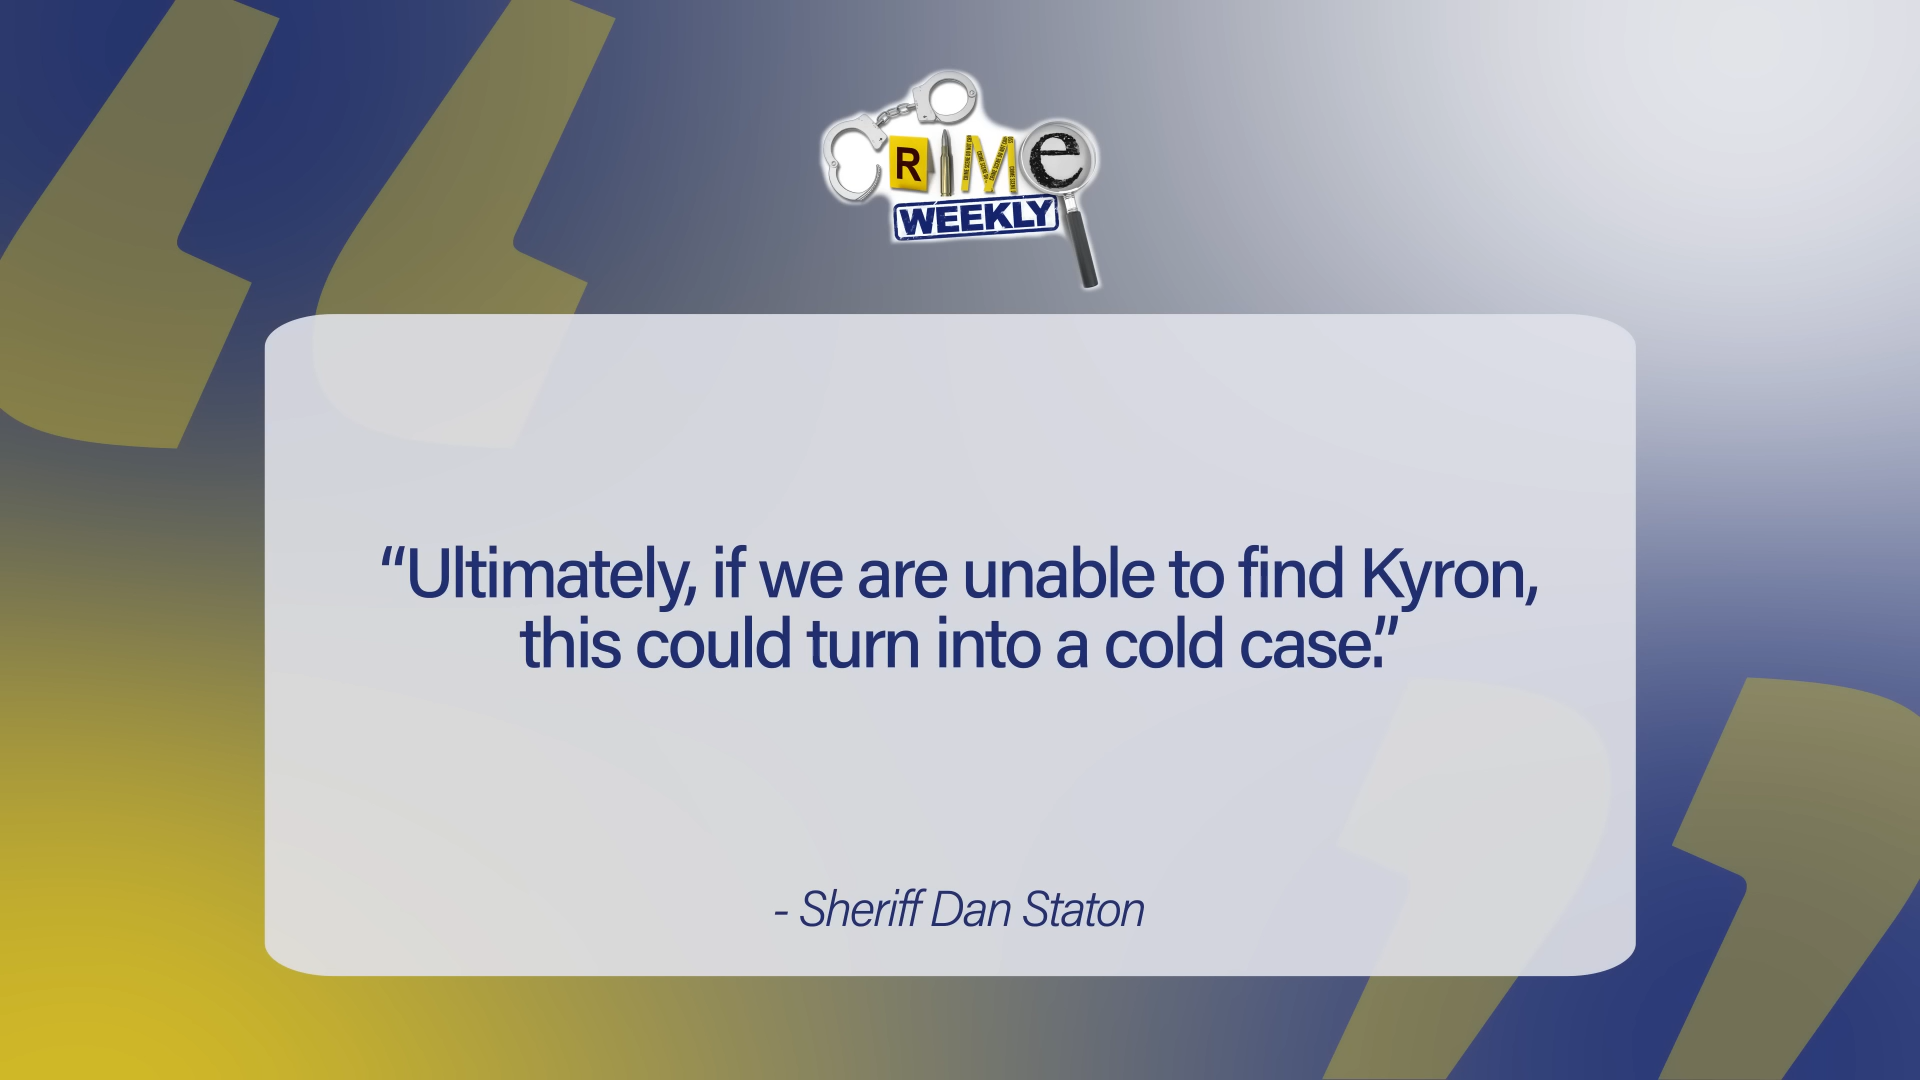 CRIMe
WEEKLY
“Ultimately, if we are unable to find Kyron,
this could turn into a cold case.”
- Sheriff Dan Staton